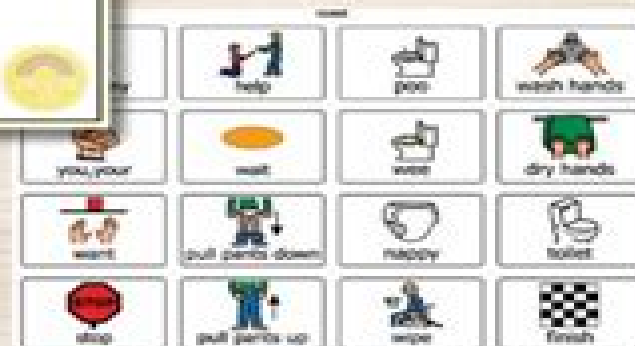 help
poo
wash hands
you, your
wait
wee
dry hands
want
pull pants down
nappy
toilet
stop
pull pants up
wipe
finish